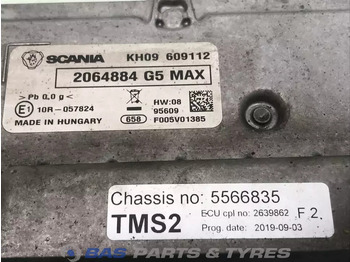 SCANIA KH09 609112
2064884 G5 MAX
> Pb 0,0 g <
E1 10R-057824
HW:08
95609
MADE IN HUNGARY 658 F005V01385
Chassis no: 5566835
TMS2 ECU cpl no: 2639862 F 2.
Prog. date: 2019-09-03
BAS PARTS & TYRES